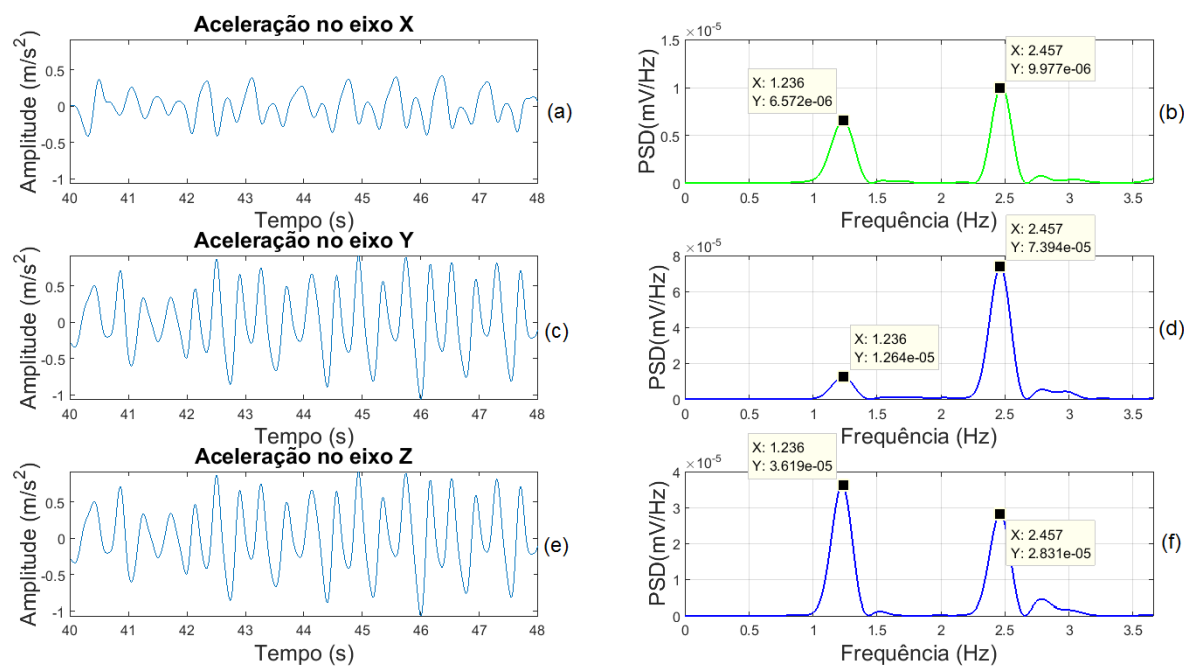 Aceleração no eixo X
Amplitude (m/s²)
0.5
0
-0.5
-1
40 41 42 43 44 45 46 47 48
Tempo (s)
(a)
×10⁻⁵
PSD(mV/Hz)
1.5
1
0.5
0
X: 1.236
Y: 6.572e-06
X: 2.457
Y: 9.977e-06
0 0.5 1 1.5 2 2.5 3 3.5
Frequência (Hz)
(b)
Aceleração no eixo Y
Amplitude (m/s²)
0.5
0
-0.5
-1
40 41 42 43 44 45 46 47 48
Tempo (s)
(c)
×10⁻⁵
PSD(mV/Hz)
8
6
4
2
0
X: 1.236
Y: 1.264e-05
X: 2.457
Y: 7.394e-05
0 0.5 1 1.5 2 2.5 3 3.5
Frequência (Hz)
(d)
Aceleração no eixo Z
Amplitude (m/s²)
0.5
0
-0.5
-1
40 41 42 43 44 45 46 47 48
Tempo (s)
(e)
×10⁻⁵
PSD(mV/Hz)
4
3
2
1
0
X: 1.236
Y: 3.619e-05
X: 2.457
Y: 2.831e-05
0 0.5 1 1.5 2 2.5 3 3.5
Frequência (Hz)
(f)